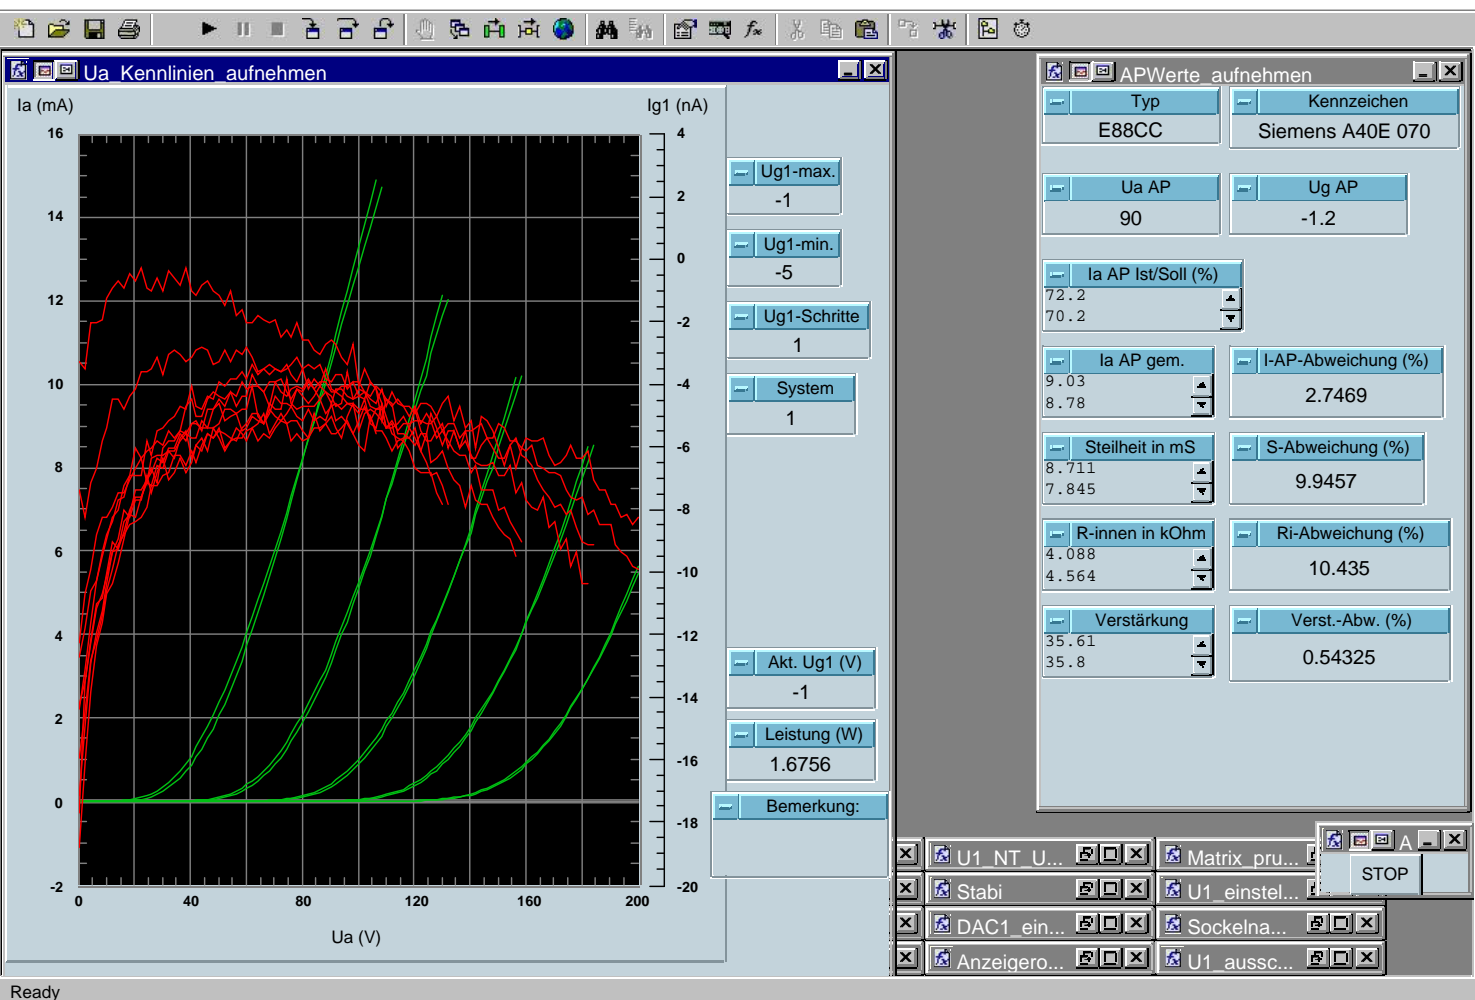 Ua_Kennlinien_aufnehmen
Ia (mA)
Ig1 (nA)
16
14
12
10
8
6
4
2
0
-2
4
2
0
-2
-4
-6
-8
-10
-12
-14
-16
-18
-20
0
40
80
120
160
200
Ua (V)
Ug1-max.
-1
Ug1-min.
-5
Ug1-Schritte
1
System
1
Akt. Ug1 (V)
-1
Leistung (W)
1.6756
Bemerkung:
APWerte_aufnehmen
Typ
E88CC
Kennzeichen
Siemens A40E 070
Ua AP
90
Ug AP
-1.2
Ia AP Ist/Soll (%)
72.2
70.2
Ia AP gem.
9.03
8.78
I-AP-Abweichung (%)
2.7469
Steilheit in mS
8.711
7.845
S-Abweichung (%)
9.9457
R-innen in kOhm
4.088
4.564
Ri-Abweichung (%)
10.435
Verstärkung
35.61
35.8
Verst.-Abw. (%)
0.54325
A
STOP
U1_NT_U...
Matrix_pru...
Stabi
U1_einstel...
DAC1_ein...
Sockelna...
Anzeigero...
U1_aussc...
Ready